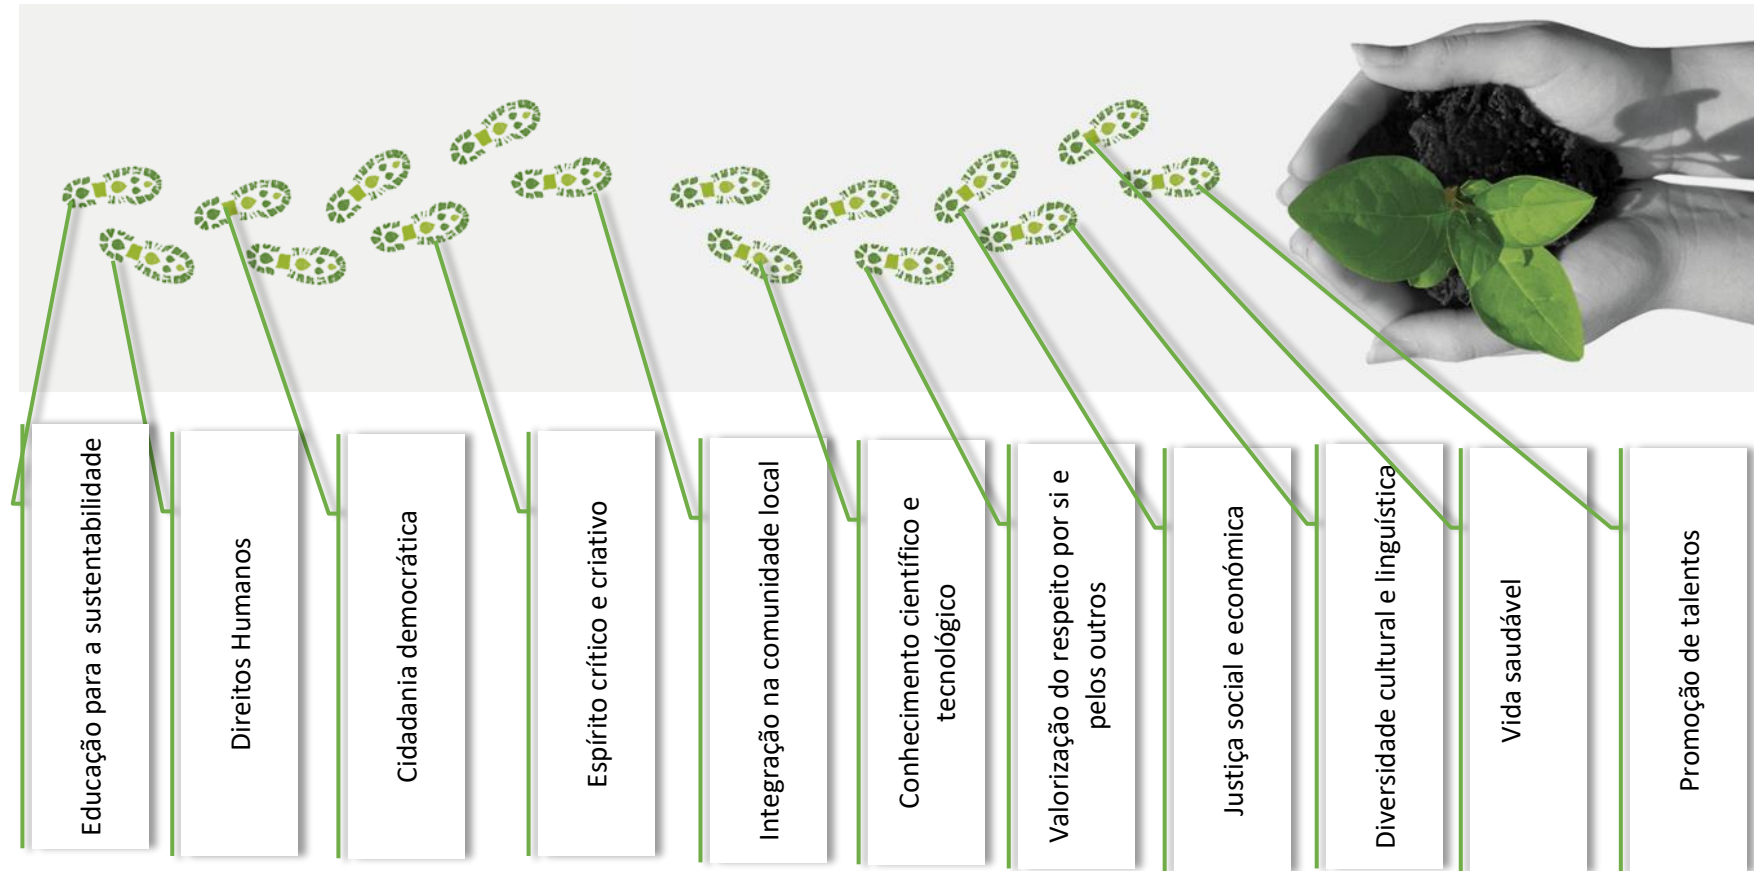 Educação para a sustentabilidade
Direitos Humanos
Cidadania democrática
Espírito crítico e criativo
Integração na comunidade local
Conhecimento científico e
tecnológico
Valorização do respeito por si e
pelos outros
Justiça social e económica
Diversidade cultural e linguística
Vida saudável
Promoção de talentos